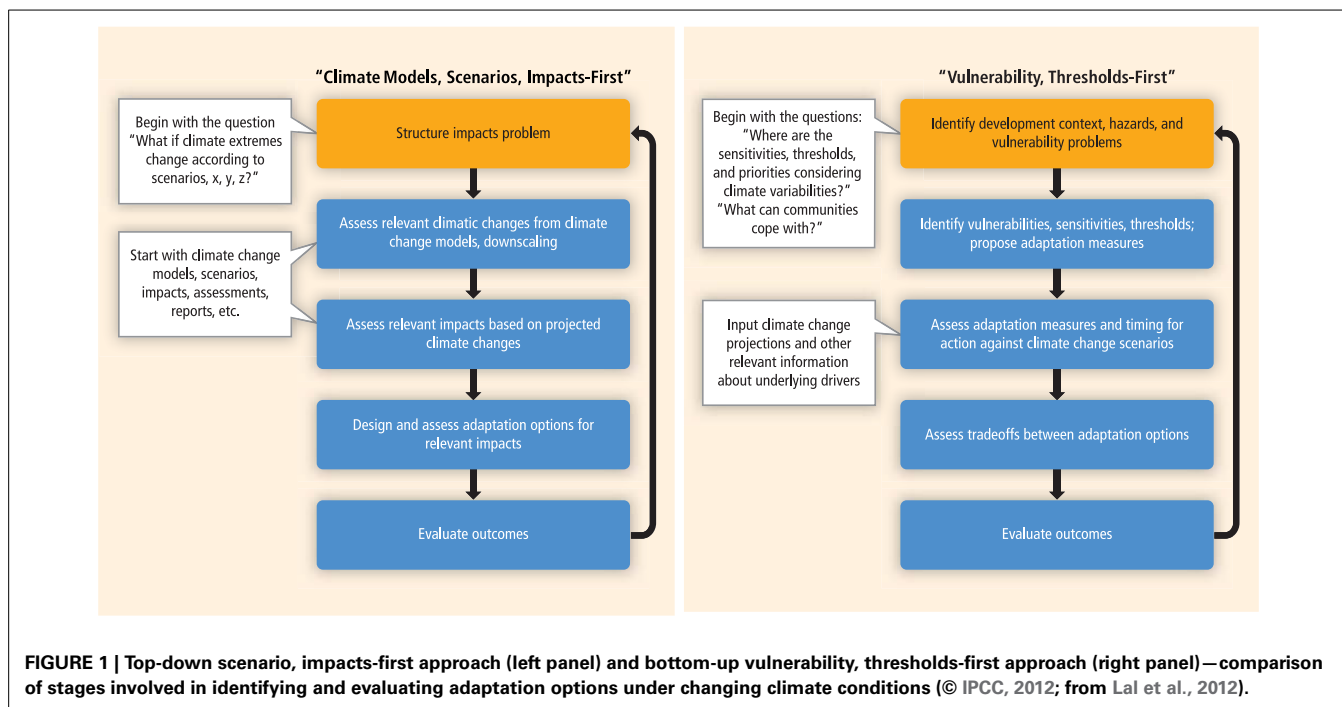 "Climate Models, Scenarios, Impacts-First"
Begin with the question
"What if climate extremes
change according to
scenarios, x, y, z?"
Structure impacts problem
Assess relevant climatic changes from climate
change models, downscaling
Start with climate change
models, scenarios,
impacts, assessments,
reports, etc.
Assess relevant impacts based on projected
climate changes
Design and assess adaptation options for
relevant impacts
Evaluate outcomes
"Vulnerability, Thresholds-First"
Begin with the questions:
"Where are the
sensitivities, thresholds,
and priorities considering
climate variabilities?"
"What can communities
cope with?"
Identify development context, hazards, and
vulnerability problems
Identify vulnerabilities, sensitivities, thresholds;
propose adaptation measures
Input climate change
projections and other
relevant information
about underlying drivers
Assess adaptation measures and timing for
action against climate change scenarios
Assess tradeoffs between adaptation options
Evaluate outcomes
FIGURE 1 | Top-down scenario, impacts-first approach (left panel) and bottom-up vulnerability, thresholds-first approach (right panel)—comparison
of stages involved in identifying and evaluating adaptation options under changing climate conditions (© IPCC, 2012; from Lal et al., 2012).